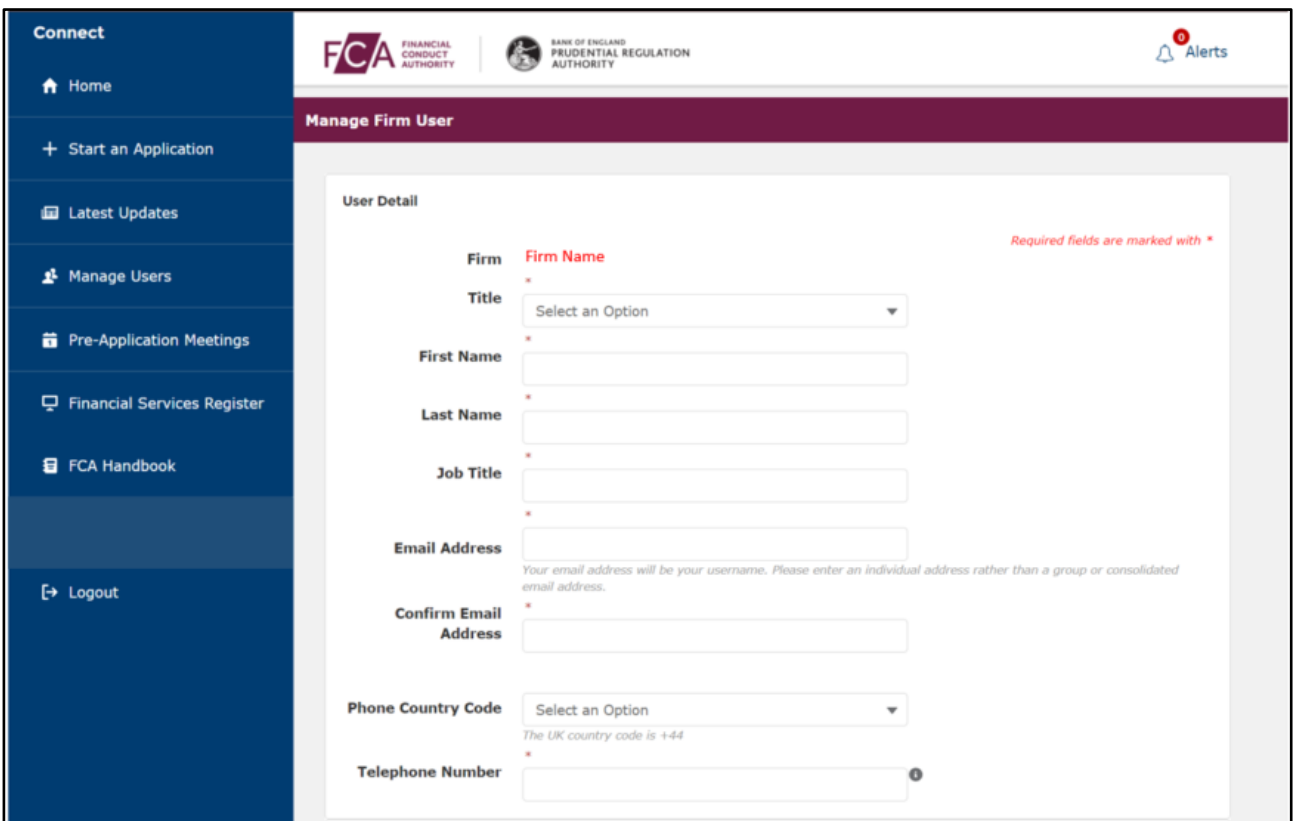 Connect
Home
Start an Application
Latest Updates
Manage Users
Pre-Application Meetings
Financial Services Register
FCA Handbook
Logout
FCA FINANCIAL
CONDUCT
AUTHORITY
BANK OF ENGLAND
PRUDENTIAL REGULATION
AUTHORITY
0
Alerts
Manage Firm User
User Detail
Required fields are marked with *
Firm Firm Name
*
Title Select an Option
*
First Name
*
Last Name
*
Job Title
*
Email Address
Your email address will be your username. Please enter an individual address rather than a group or consolidated
email address.
*
Confirm Email
Address
Phone Country Code Select an Option
The UK country code is +44
*
Telephone Number